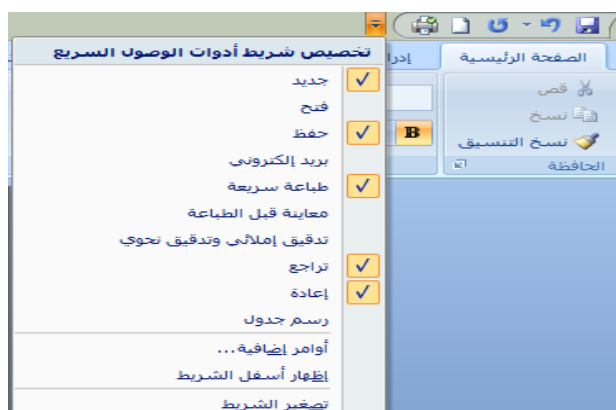 الصفحة الرئيسية
إدرا
قص
نسخ
نسخ التنسيق
B
الحافظة
تخصيص شريط أدوات الوصول السريع
جديد
فتح
حفظ
بريد إلكتروني
طباعة سريعة
معاينة قبل الطباعة
تدقيق إملائي وتدقيق نحوي
تراجع
إعادة
رسم جدول
أوامر إضافية...
إظهار أسفل الشريط
تصغير الشريط